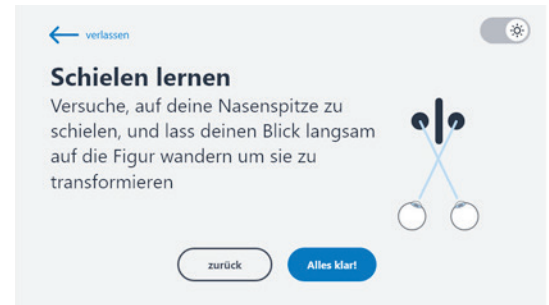 verlassen
Schielen lernen
Versuche, auf deine Nasenspitze zu
schielen, und lass deinen Blick langsam
auf die Figur wandern um sie zu
transformieren
zurück
Alles klar!